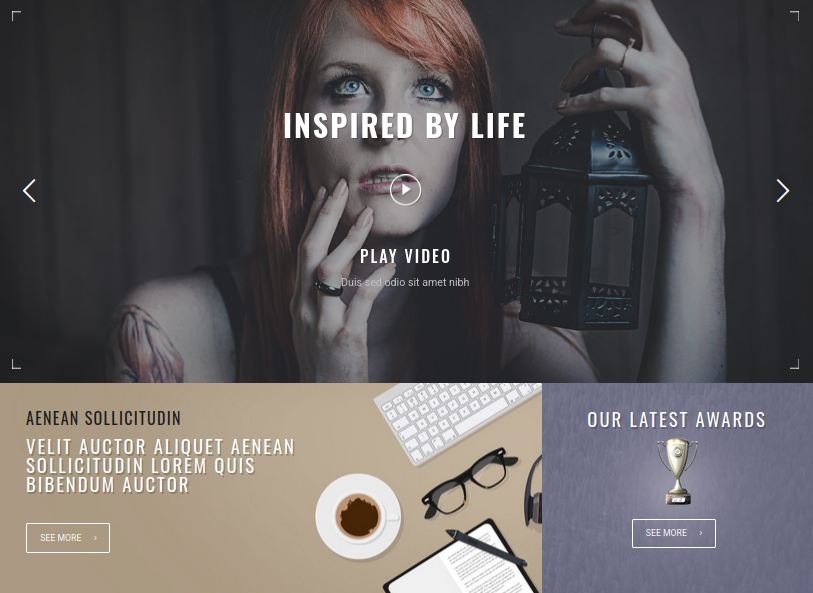 INSPIRED BY LIFE
PLAY VIDEO
Duis sed odio sit amet nibh
AENEAN SOLLICITUDIN
VELIT AUCTOR ALIQUET AENEAN
SOLLICITUDIN LOREM QUIS
BIBENDUM AUCTOR
SEE MORE ›
OUR LATEST AWARDS
SEE MORE ›